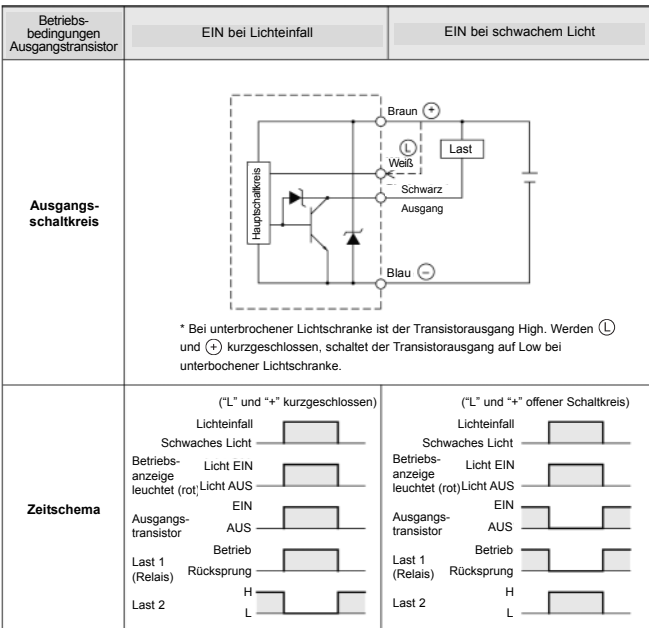 Betriebs-
bedingungen
Ausgangstransistor
EIN bei Lichteinfall
EIN bei schwachem Licht
Ausgangs-
schaltkreis
Hauptschaltkreis
Braun +
L
Weiß
Last
Schwarz
Ausgang
Blau −
* Bei unterbrochener Lichtschranke ist der Transistorausgang High. Werden L
und + kurzgeschlossen, schaltet der Transistorausgang auf Low bei
unterbochener Lichtschranke.
Zeitschema
("L" und "+" kurzgeschlossen)
Lichteinfall
Schwaches Licht
Betriebs-
anzeige
leuchtet (rot)
Licht EIN
Licht AUS
Ausgangs-
transistor
EIN
AUS
Last 1
(Relais)
Betrieb
Rücksprung
Last 2
H
L
("L" und "+" offener Schaltkreis)
Lichteinfall
Schwaches Licht
Betriebs-
anzeige
leuchtet (rot)
Licht EIN
Licht AUS
Ausgangs-
transistor
EIN
AUS
Last 1
(Relais)
Betrieb
Rücksprung
Last 2
H
L